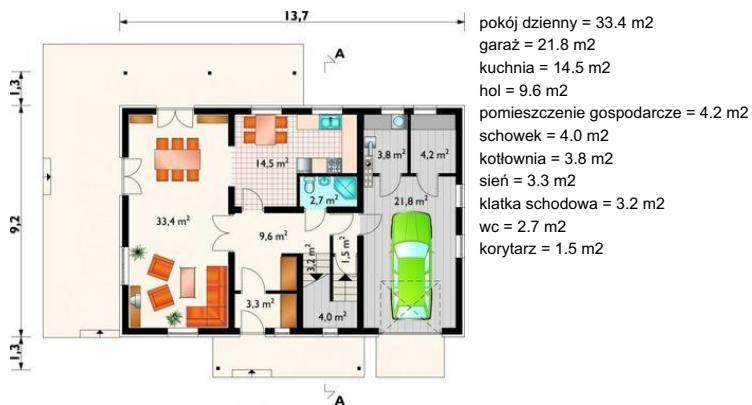 13,7
A
1,3
9,2
1,3
14,5 m²
3,8 m²
4,2 m²
2,7 m²
33,4 m²
21,8 m²
9,6 m²
3,2 m²
1,5 m²
3,3 m²
4,0 m²
A
pokój dzienny = 33.4 m2
garaż = 21.8 m2
kuchnia = 14.5 m2
hol = 9.6 m2
pomieszczenie gospodarcze = 4.2 m2
schowek = 4.0 m2
kotłownia = 3.8 m2
sień = 3.3 m2
klatka schodowa = 3.2 m2
wc = 2.7 m2
korytarz = 1.5 m2